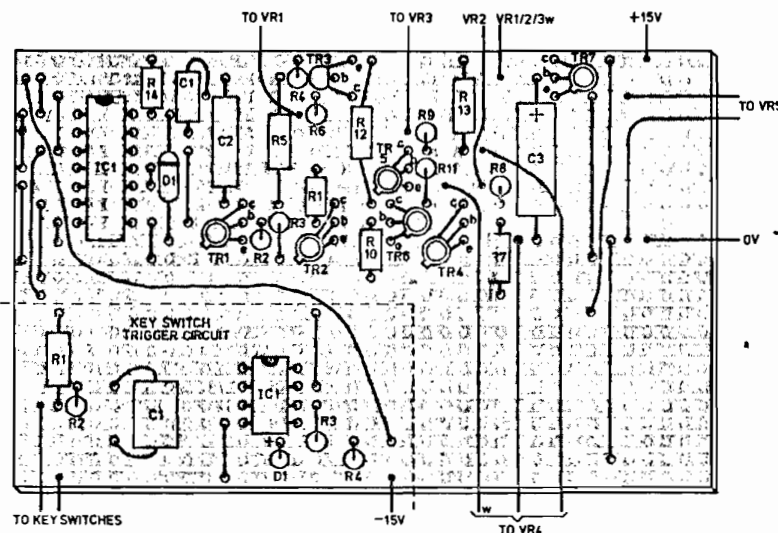 TO VR1
TO VR3
VR2
VR1/2/3w
+15V
TR3
e
b
c
TR7
c
b
e
R14
C1
R4
R6
R9
R13
C2
R5
R12
C3
TO VR5
IC1
D1
TR5
c
e
R11
R8
R1
c
b
e
R3
c
b
e
TR6
c
b
e
c
b
e
TR1
R2
TR2
R10
TR4
R7
0V
KEY SWITCH
TRIGGER CIRCUIT
R1
R2
C1
IC1
R3
+
D1
R4
TO KEY SWITCHES
-15V
w
TO VR4